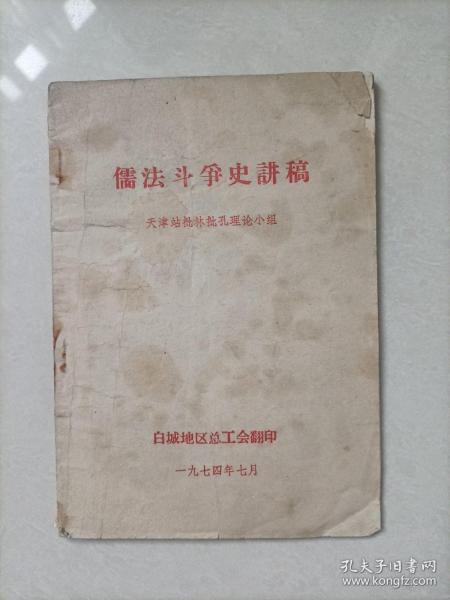 儒法斗争史讲稿
天津站批林批孔理论小组
白城地区总工会翻印
一九七四年七月
孔夫子旧书网
www.kongfz.com